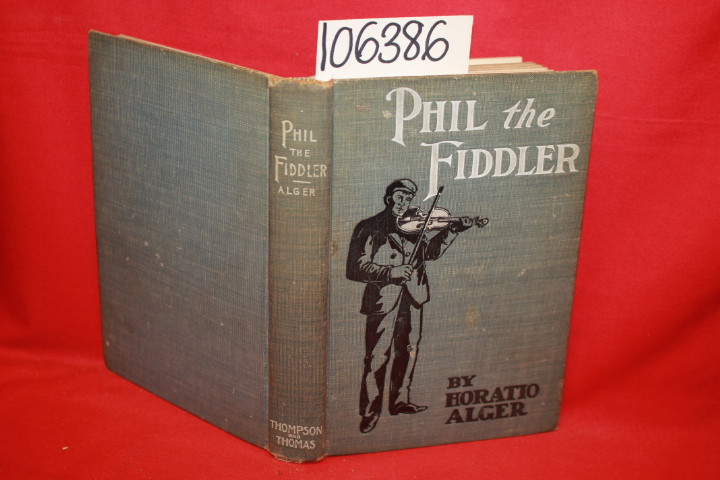 106386
PHIL
THE
FIDDLER
ALGER
THOMPSON
AND
THOMAS
PHIL the
FIDDLER
BY
HORATIO
ALGER